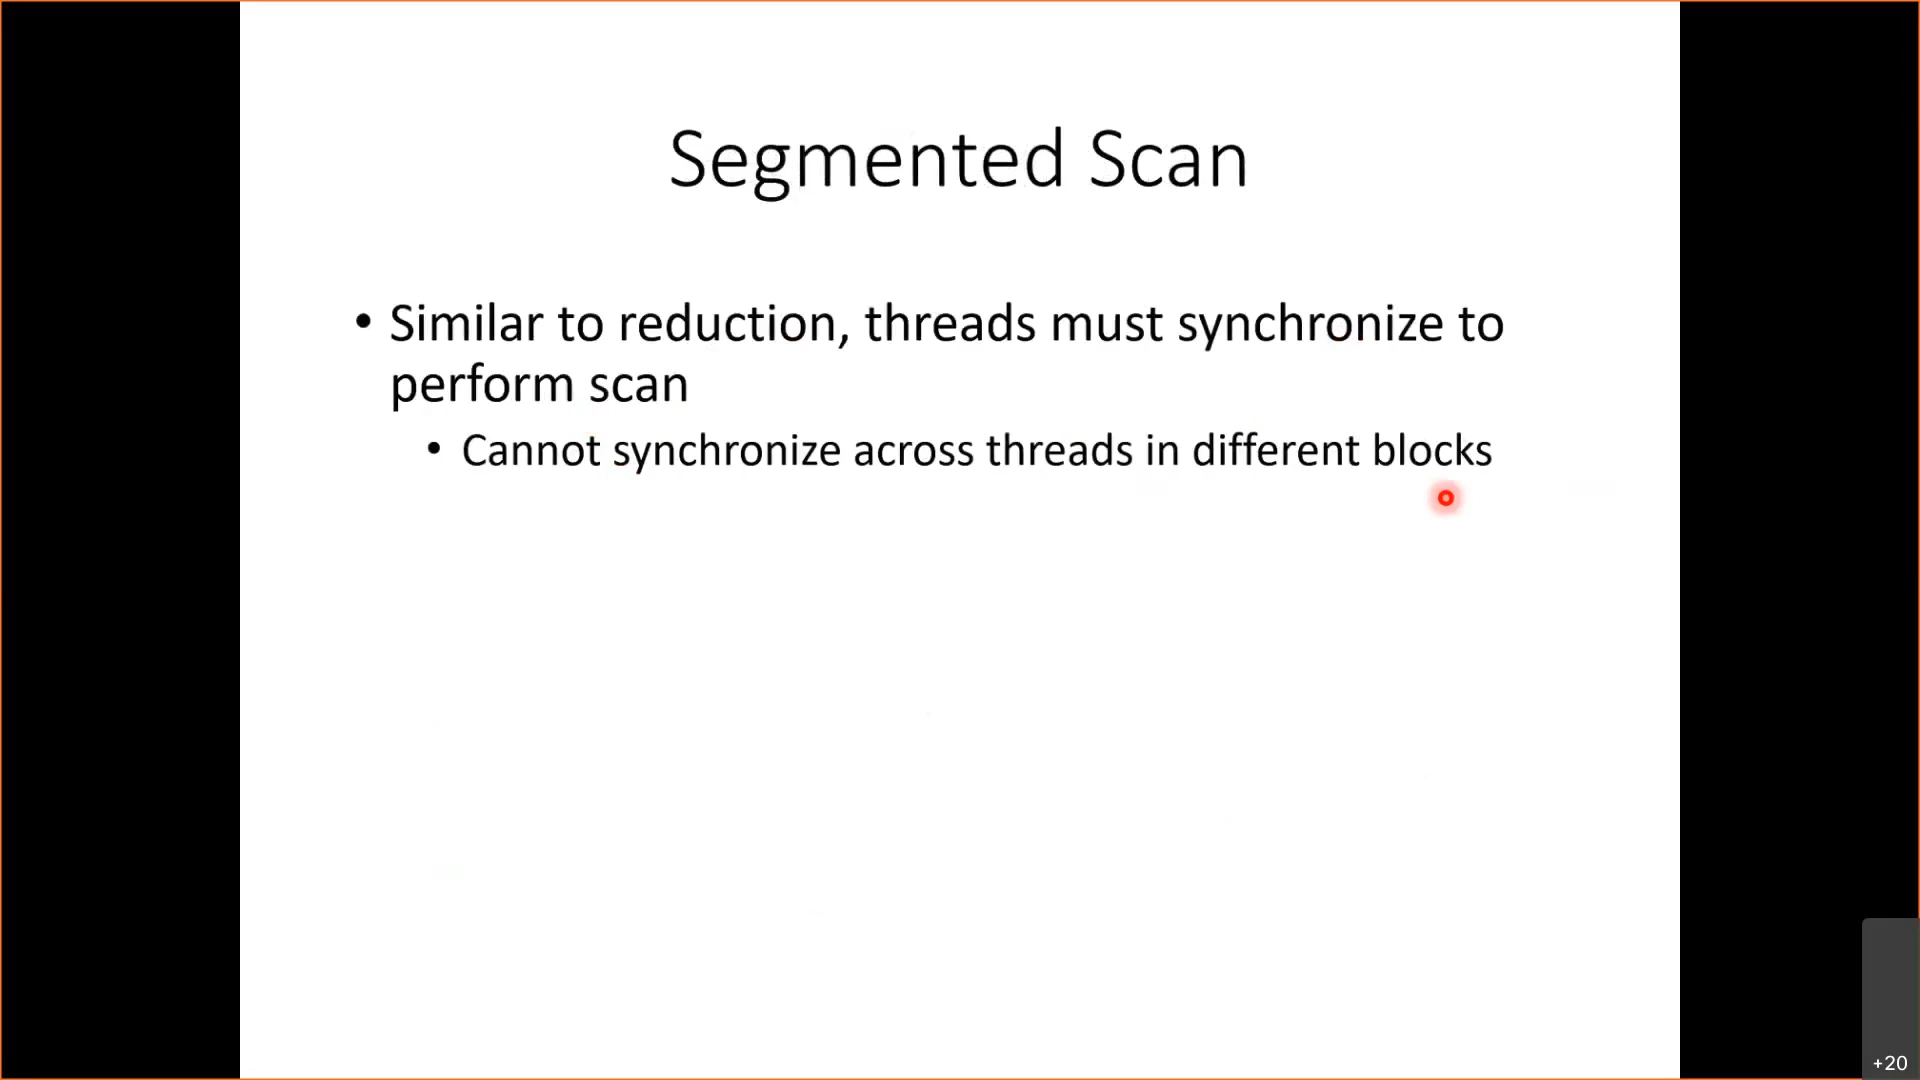 Segmented Scan
• Similar to reduction, threads must synchronize to
perform scan
• Cannot synchronize across threads in different blocks
+20